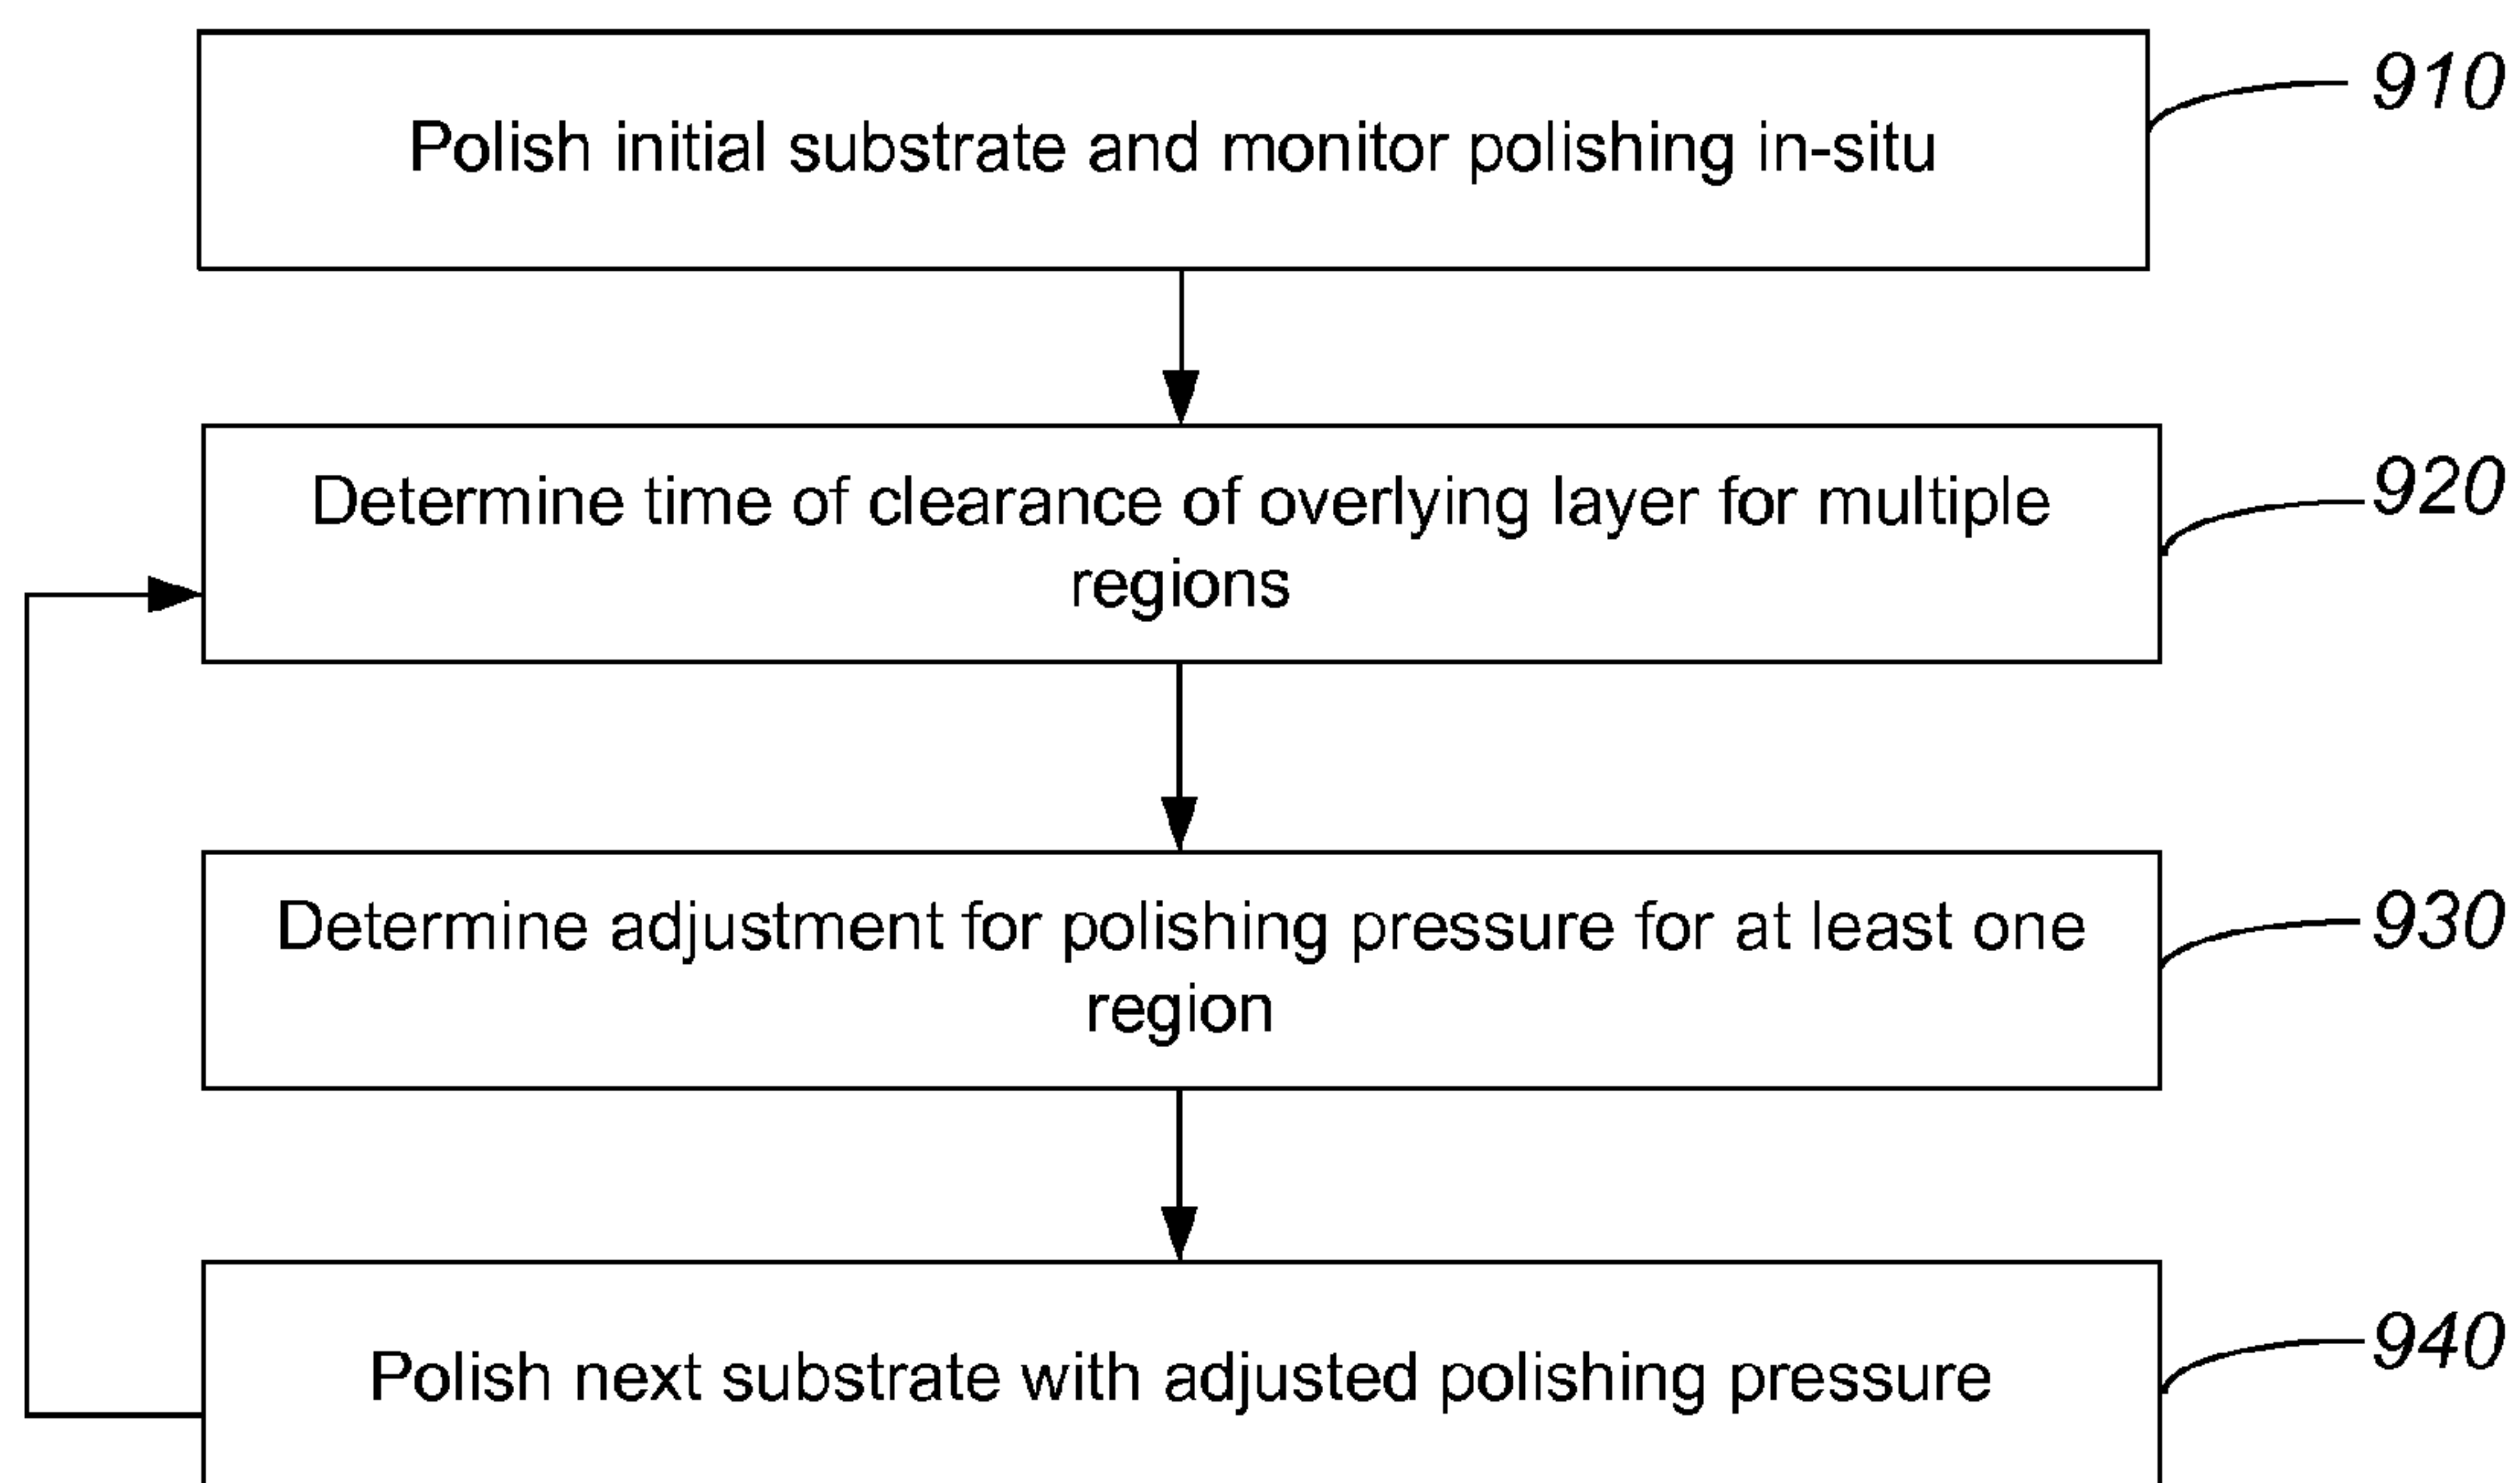 Polish initial substrate and monitor polishing in-situ
910
Determine time of clearance of overlying layer for multiple
regions
920
Determine adjustment for polishing pressure for at least one
region
930
Polish next substrate with adjusted polishing pressure
940